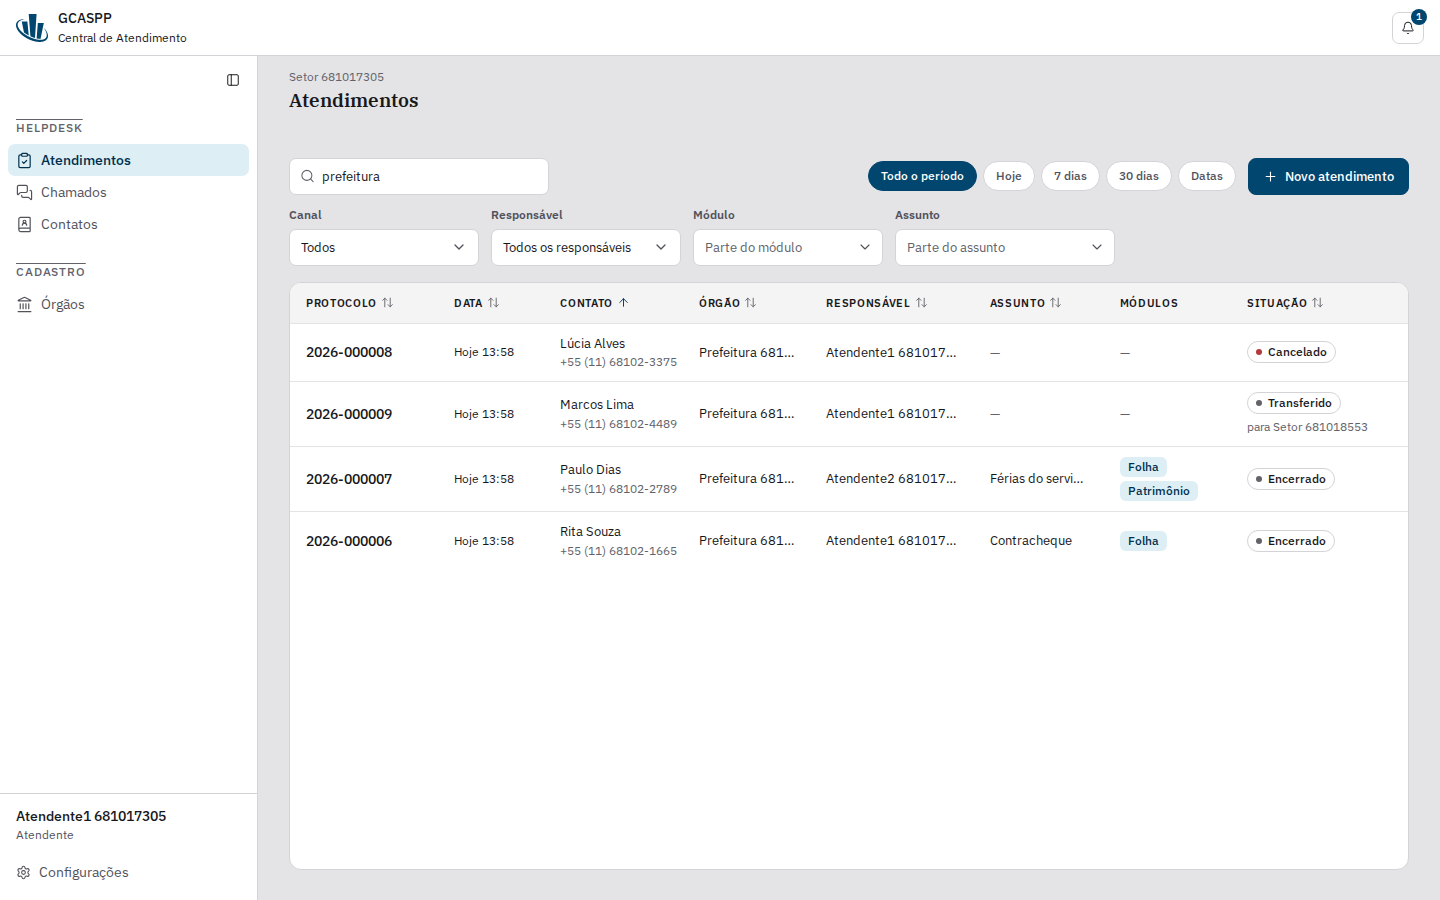 GCASPP
Central de Atendimento
1
HELPDESK
Atendimentos
Chamados
Contatos
CADASTRO
Órgãos
Atendente1 681017305
Atendente
Configurações
Setor 681017305
Atendimentos
prefeitura
Todo o período Hoje 7 dias 30 dias Datas Novo atendimento
Canal Responsável Módulo Assunto
Todos Todos os responsáveis Parte do módulo Parte do assunto
PROTOCOLO DATA CONTATO ÓRGÃO RESPONSÁVEL ASSUNTO MÓDULOS SITUAÇÃO
2026-000008 Hoje 13:58 Lúcia Alves Prefeitura 681... Atendente1 681017... — — Cancelado
+55 (11) 68102-3375
2026-000009 Hoje 13:58 Marcos Lima Prefeitura 681... Atendente1 681017... — — Transferido
+55 (11) 68102-4489 para Setor 681018553
2026-000007 Hoje 13:58 Paulo Dias Prefeitura 681... Atendente2 681017... Férias do servi... Folha Encerrado
+55 (11) 68102-2789 Patrimônio
2026-000006 Hoje 13:58 Rita Souza Prefeitura 681... Atendente1 681017... Contracheque Folha Encerrado
+55 (11) 68102-1665